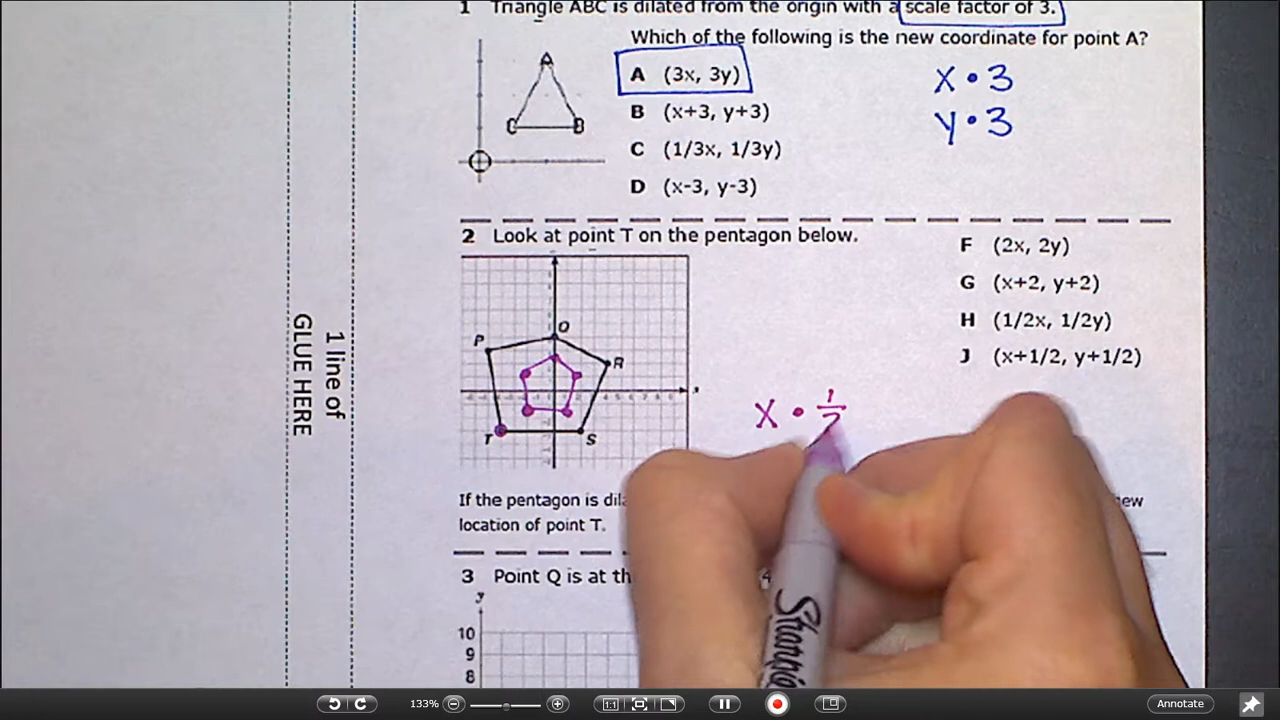 1 Triangle ABC is dilated from the origin with a scale factor of 3.
Which of the following is the new coordinate for point A?
A
C B
A (3x, 3y)
B (x+3, y+3)
C (1/3x, 1/3y)
D (x-3, y-3)
X • 3
y • 3
2 Look at point T on the pentagon below.
F (2x, 2y)
G (x+2, y+2)
H (1/2x, 1/2y)
J (x+1/2, y+1/2)
Q
P
R
x
T
S
X • 1/2
If the pentagon is
location of point T.
3 Point Q is at
y
10
9
8
1 line of
GLUE HERE
Sharpie
133%
1:1
Annotate